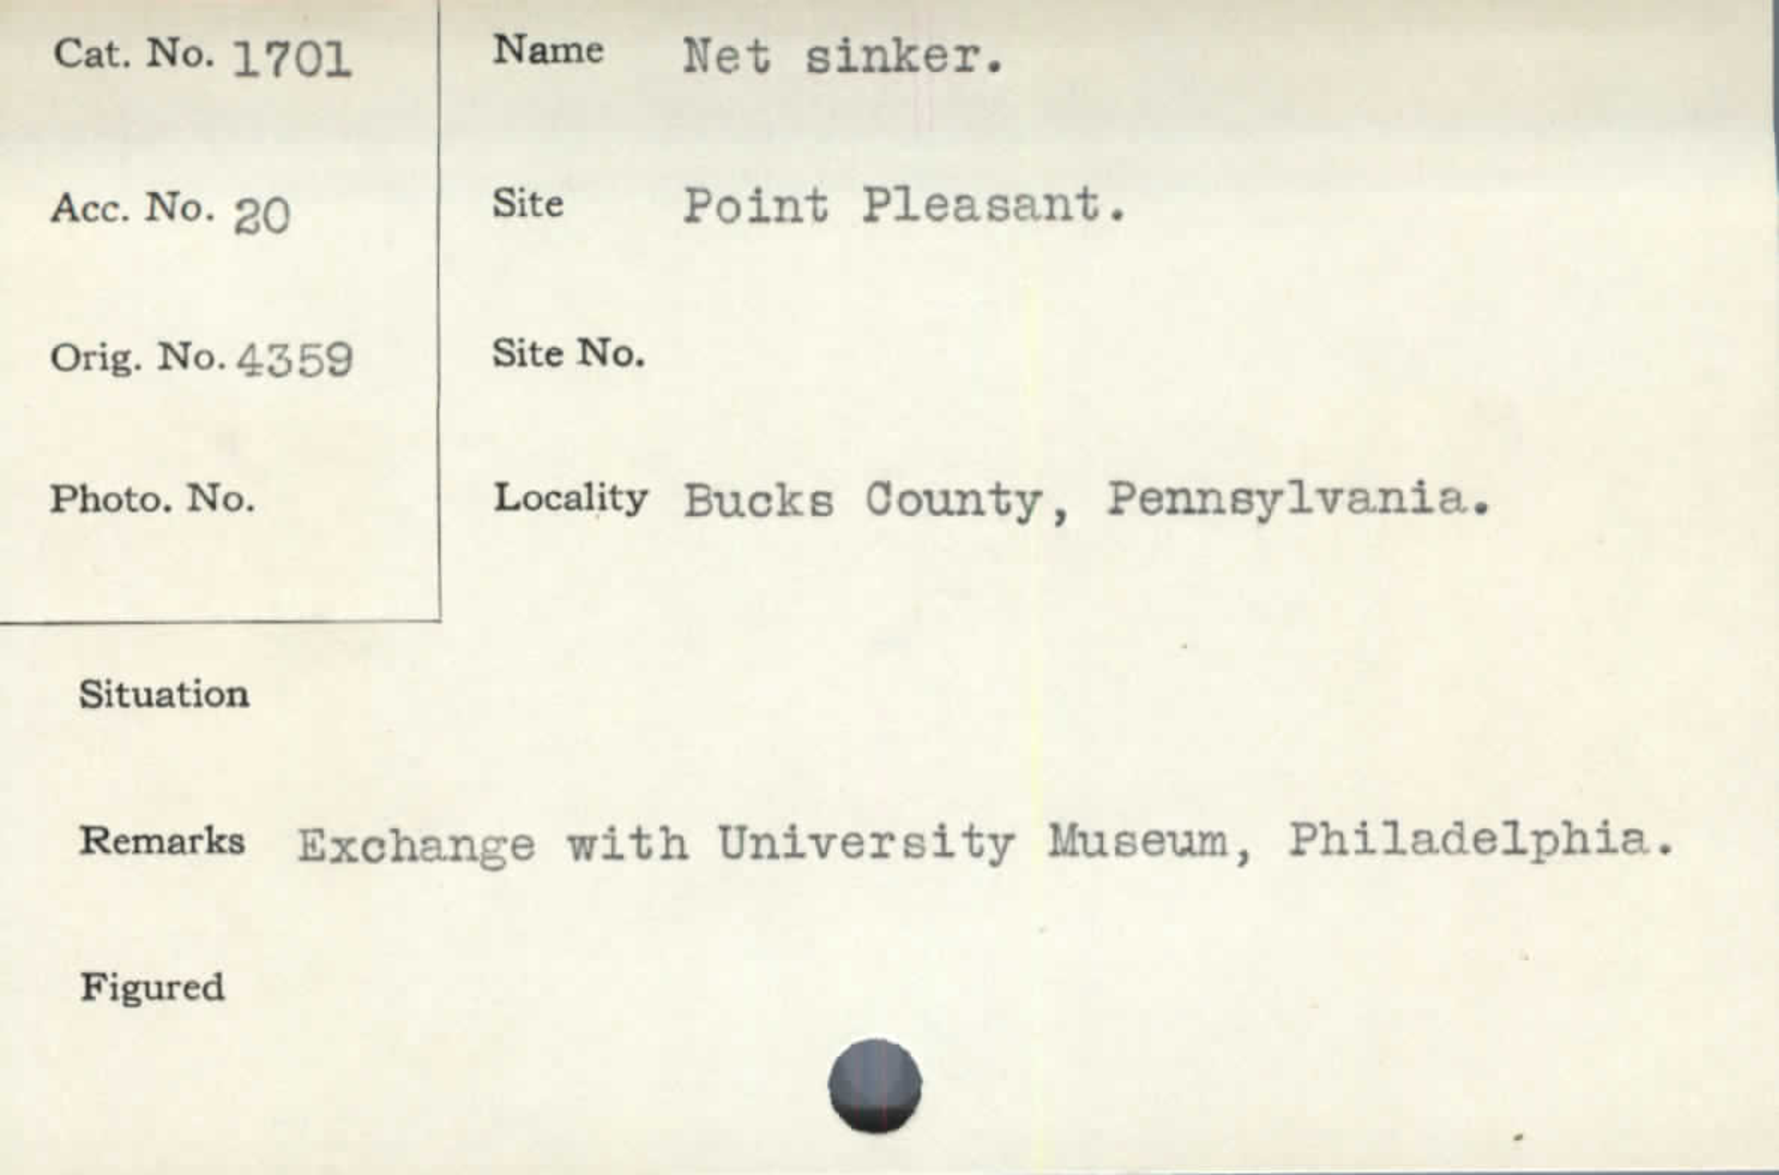 Cat. No. 1701
Name Net sinker.
Acc. No. 20
Site Point Pleasant.
Orig. No. 4359
Site No.
Photo. No.
Locality Bucks County, Pennsylvania.
Situation
Remarks Exchange with University Museum, Philadelphia.
Figured